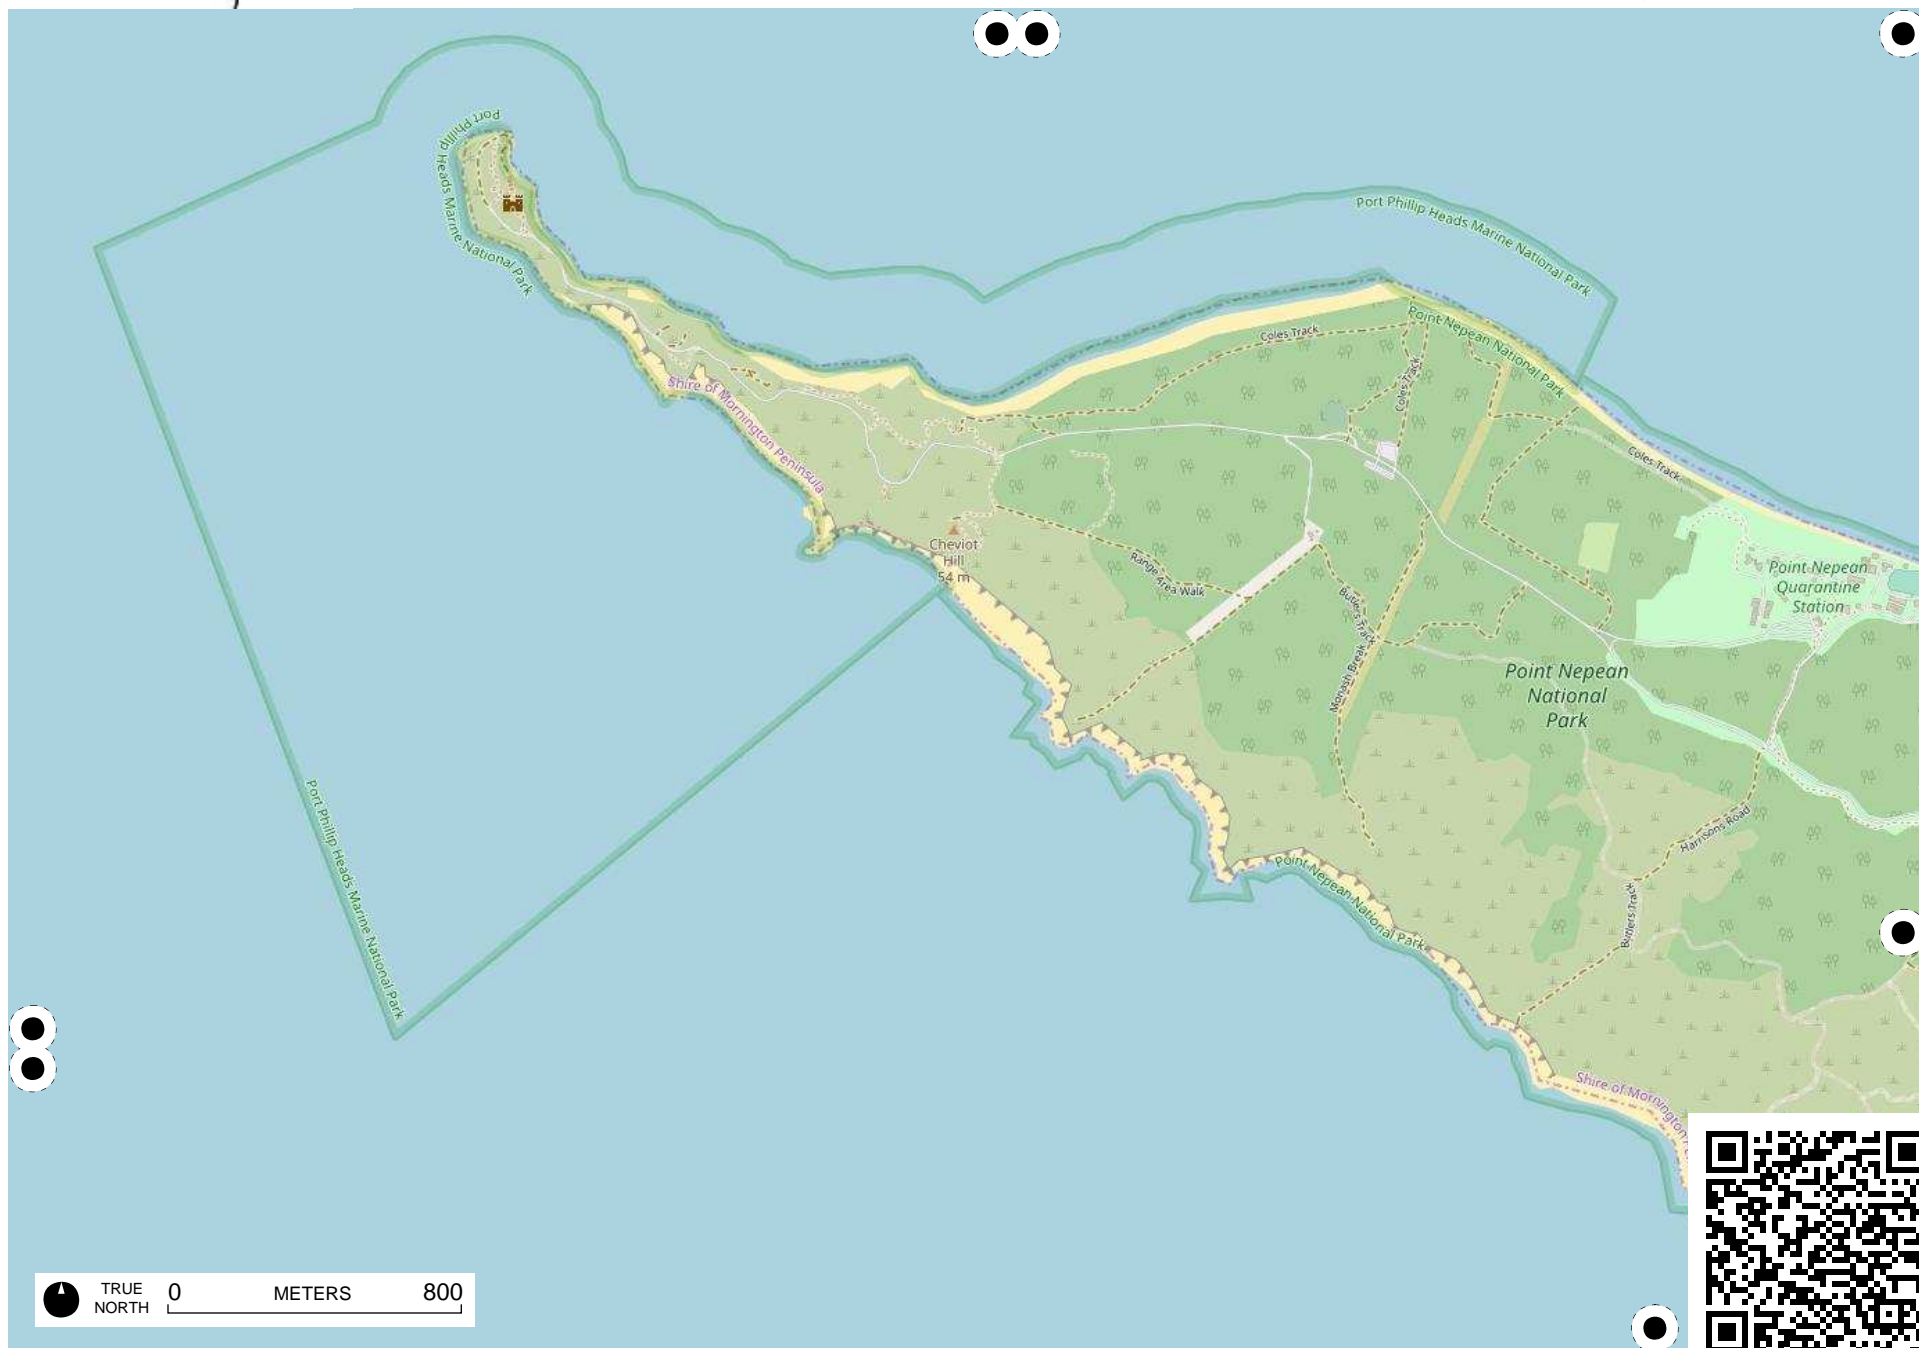 Port Phillip Heads Marine National Park
Port Phillip Heads Marine National Park
Coles Track
Point Nepean National Park
Coles Track
Shire of Mornington Peninsula
Coles Track
Cheviot
Hill
54 m
Range Area Walk
Butlers Track
Point Nepean
Quarantine
Station
Monash Break
Point Nepean
National
Park
Port Phillip Heads Marine National Park
Harrisons Road
Point Nepean National Park
Butlers Track
Shire of Mornington
TRUE
NORTH
0 METERS 800